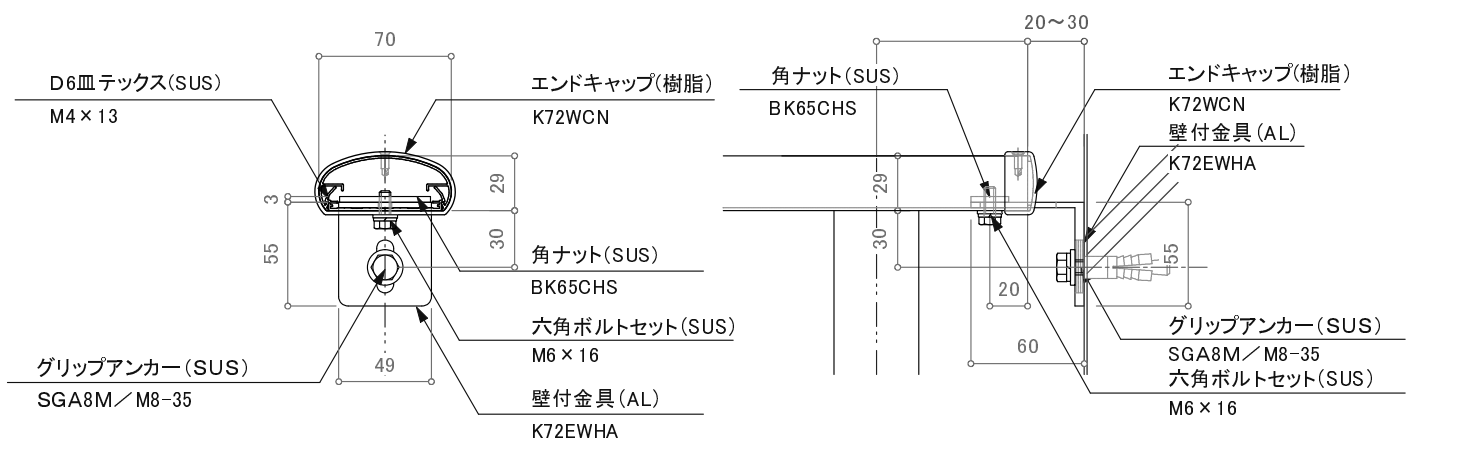 70
D6皿テックス(SUS)
M4×13
エンドキャップ(樹脂)
K72WCN
29
3
55
30
角ナット(SUS)
BK65CHS
六角ボルトセット(SUS)
M6×16
グリップアンカー(SUS)
SGA8M/M8-35
49
壁付金具(AL)
K72EWHA
20〜30
角ナット(SUS)
BK65CHS
エンドキャップ(樹脂)
K72WCN
壁付金具(AL)
K72EWHA
29
30
55
20
60
グリップアンカー(SUS)
SGA8M/M8-35
六角ボルトセット(SUS)
M6×16